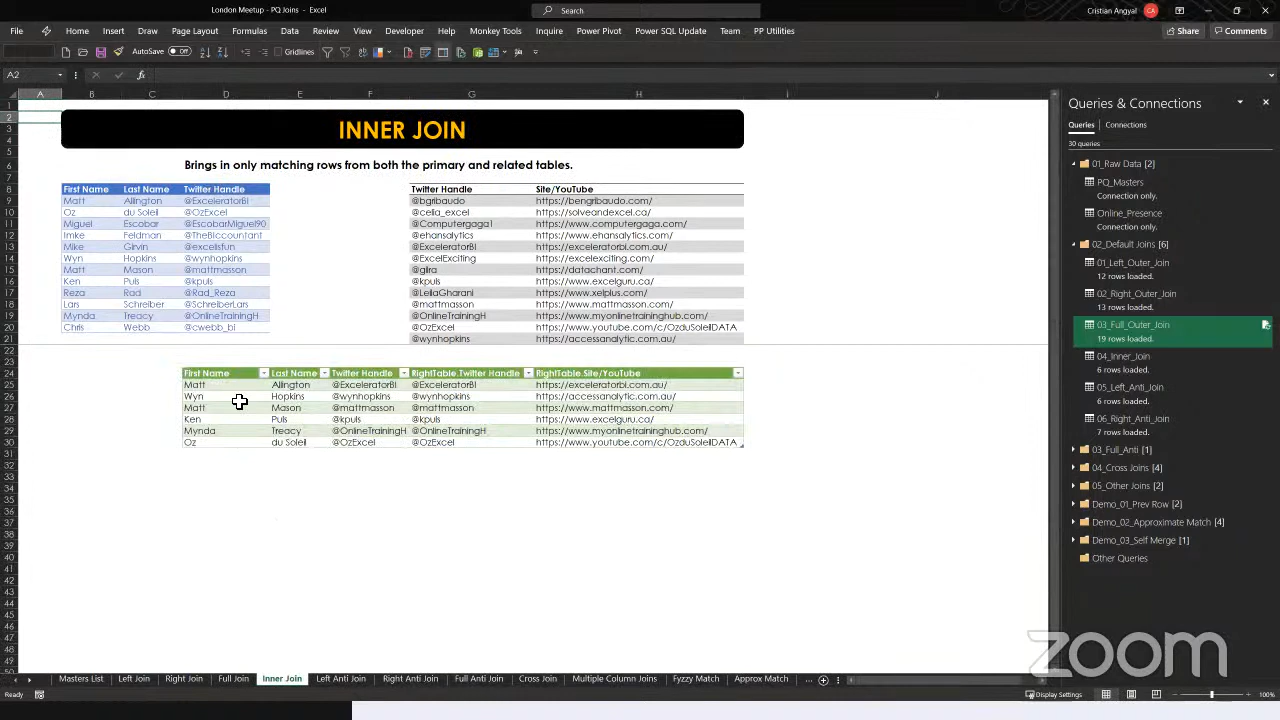 London Meetup - PQ Joins - Excel
Search
Cristian Angyal
CA
File Home Insert Draw Page Layout Formulas Data Review View Developer Help Monkey Tools Inquire Power Pivot Power SQL Update Team PP Utilities
Share Comments
AutoSave Off Gridlines
A2
fx
A B C D E F G H I J
INNER JOIN
Brings in only matching rows from both the primary and related tables.
First Name Last Name Twitter Handle
Matt Allington @ExceleratorBI
Oz du Soleil @OzExcel
Miguel Escobar @EscobarMiguel90
Imke Feldman @TheBIccountant
Mike Girvin @excelisfun
Wyn Hopkins @wynhopkins
Matt Mason @mattmasson
Ken Puls @kpuls
Reza Rad @Rad_Reza
Lars Schreiber @SchreiberLars
Mynda Treacy @OnlineTrainingH
Chris Webb @cwebb_bi
Twitter Handle Site/YouTube
@bgribaudo https://bengribaudo.com/
@celia_excel https://solveandexcel.ca/
@Computergaga1 https://www.computergaga.com/
@ehansalytics https://www.ehansalytics.com/
@ExceleratorBI https://exceleratorbi.com.au/
@ExcelExciting https://excelexciting.com/
@gilra https://datachant.com/
@kpuls https://www.excelguru.ca/
@LeilaGharani https://www.xelplus.com/
@mattmasson https://www.mattmasson.com/
@OnlineTrainingH https://www.myonlinetraininghub.com/
@OzExcel https://www.youtube.com/c/OzduSoleilDATA
@wynhopkins https://accessanalytic.com.au/
First Name Last Name Twitter Handle RightTable.Twitter Handle RightTable.Site/YouTube
Matt Allington @ExceleratorBI @ExceleratorBI https://exceleratorbi.com.au/
Wyn Hopkins @wynhopkins @wynhopkins https://accessanalytic.com.au/
Matt Mason @mattmasson @mattmasson https://www.mattmasson.com/
Ken Puls @kpuls @kpuls https://www.excelguru.ca/
Mynda Treacy @OnlineTrainingH @OnlineTrainingH https://www.myonlinetraininghub.com/
Oz du Soleil @OzExcel @OzExcel https://www.youtube.com/c/OzduSoleilDATA
Queries & Connections
Queries Connections
30 queries
01_Raw Data [2]
PQ_Masters
Connection only.
Online_Presence
Connection only.
02_Default Joins [6]
01_Left_Outer_Join
12 rows loaded.
02_Right_Outer_Join
13 rows loaded.
03_Full_Outer_Join
19 rows loaded.
04_Inner_Join
6 rows loaded.
05_Left_Anti_Join
6 rows loaded.
06_Right_Anti_Join
7 rows loaded.
03_Full_Anti [1]
04_Cross Joins [4]
05_Other Joins [2]
Demo_01_Prev Row [2]
Demo_02_Approximate Match [4]
Demo_03_Self Merge [1]
Other Queries
zoom
Masters List Left Join Right Join Full Join Inner Join Left Anti Join Right Anti Join Full Anti Join Cross Join Multiple Column Joins Fyzzy Match Approx Match ...
Ready
Display Settings
100%